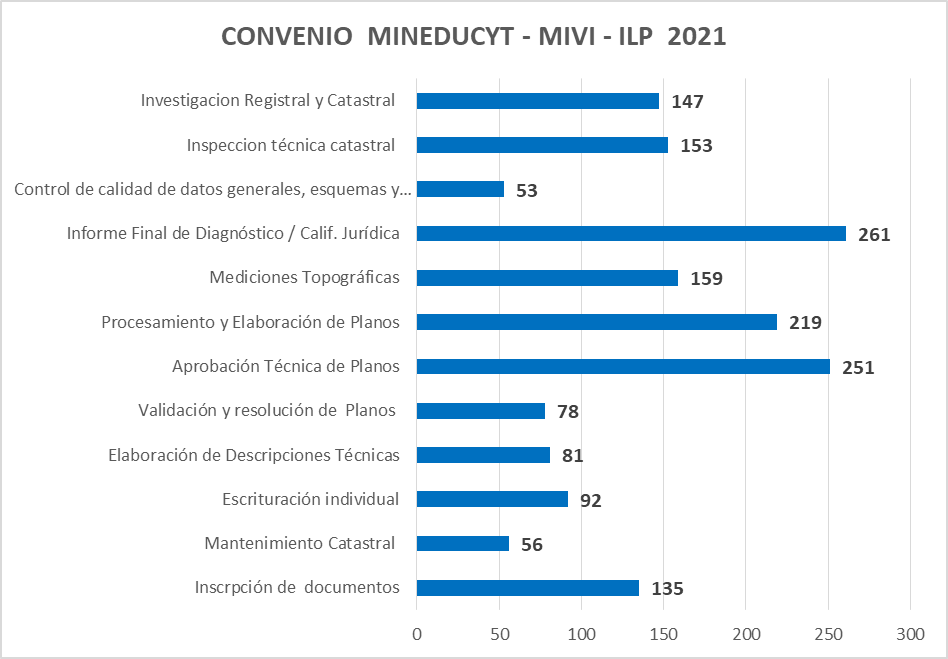 CONVENIO MINEDUCYT - MIVI - ILP 2021
Investigacion Registral y Catastral 147
Inspeccion técnica catastral 153
Control de calidad de datos generales, esquemas y... 53
Informe Final de Diagnóstico / Calif. Jurídica 261
Mediciones Topográficas 159
Procesamiento y Elaboración de Planos 219
Aprobación Técnica de Planos 251
Validación y resolución de Planos 78
Elaboración de Descripciones Técnicas 81
Escrituración individual 92
Mantenimiento Catastral 56
Inscrpción de documentos 135
0 50 100 150 200 250 300